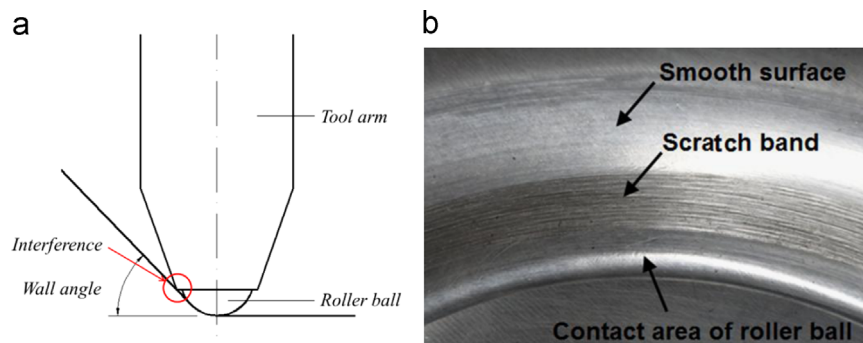 a
Tool arm
Interference
Wall angle
Roller ball
b
Smooth surface
Scratch band
Contact area of roller ball